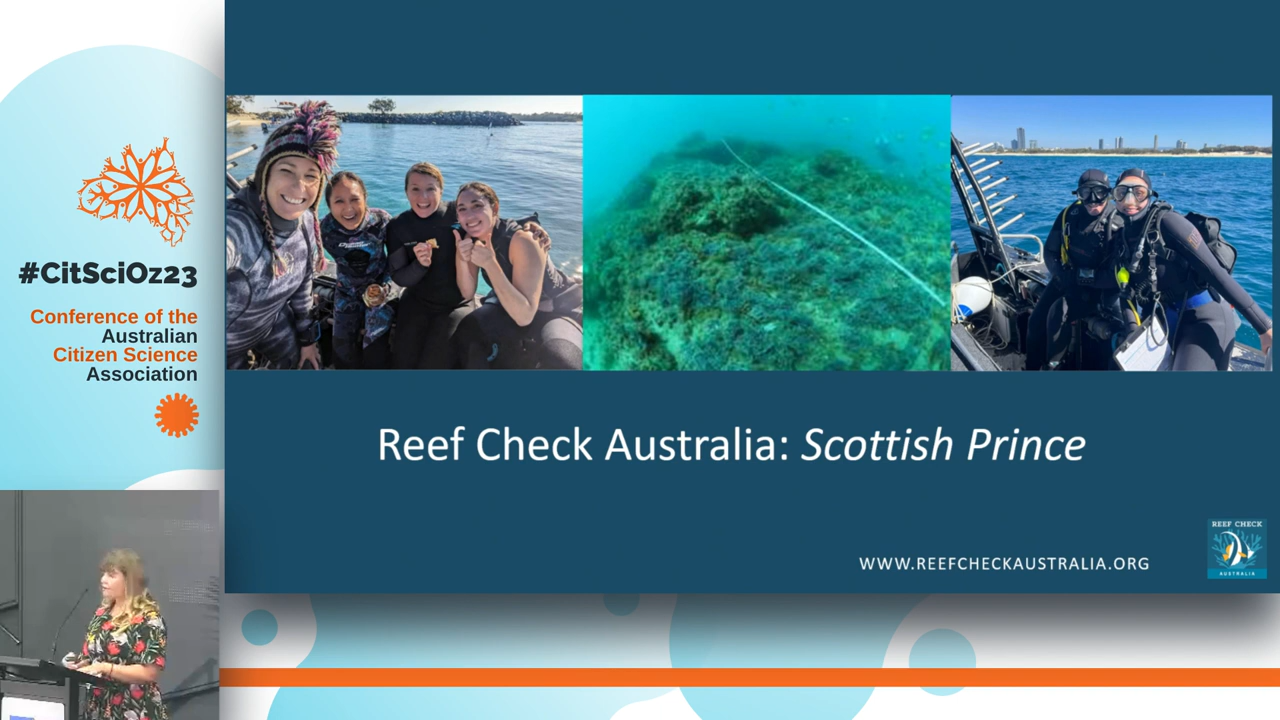 #CitSciOz23
Conference of the
Australian
Citizen Science
Association
Reef Check Australia: Scottish Prince
WWW.REEFCHECKAUSTRALIA.ORG
REEF CHECK
AUSTRALIA